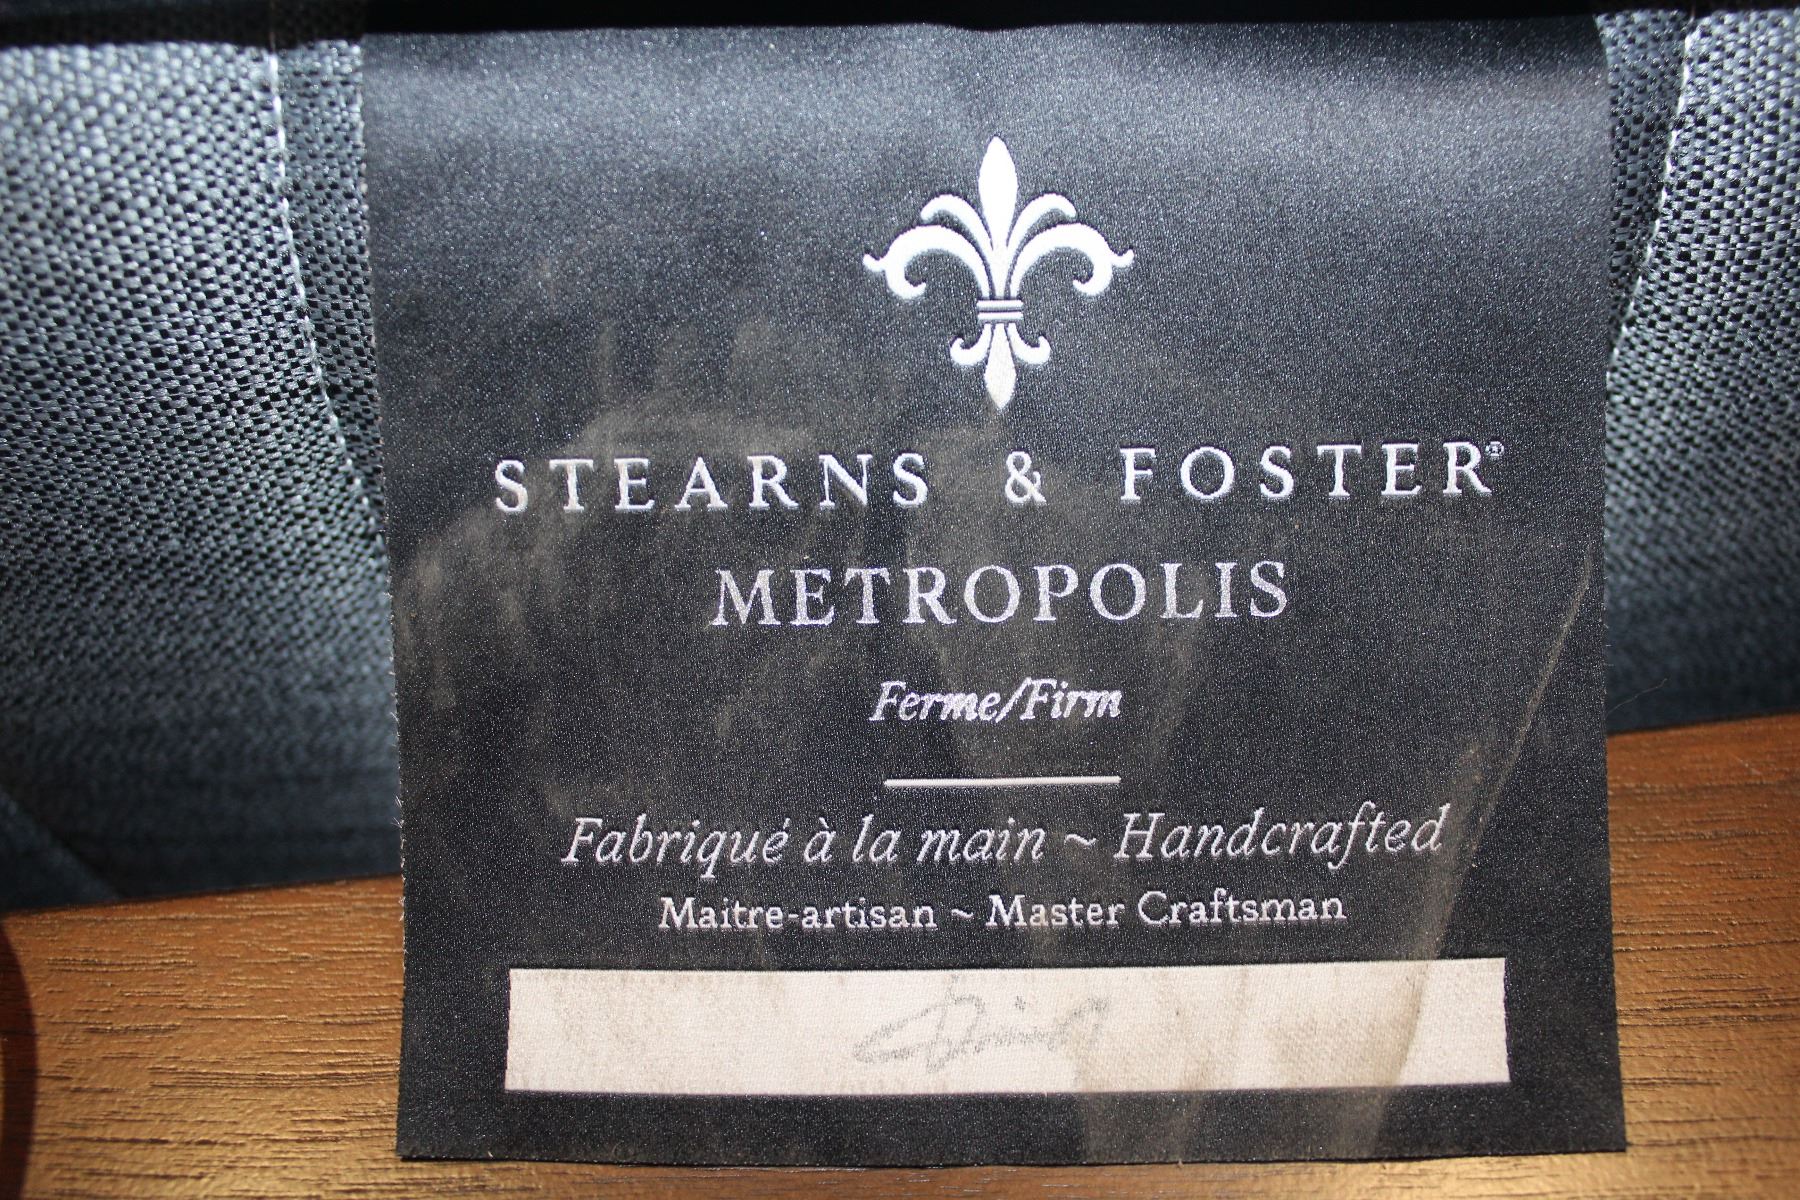 STEARNS & FOSTER®
METROPOLIS
Ferme/Firm
Fabriqué à la main ~ Handcrafted
Maitre-artisan ~ Master Craftsman